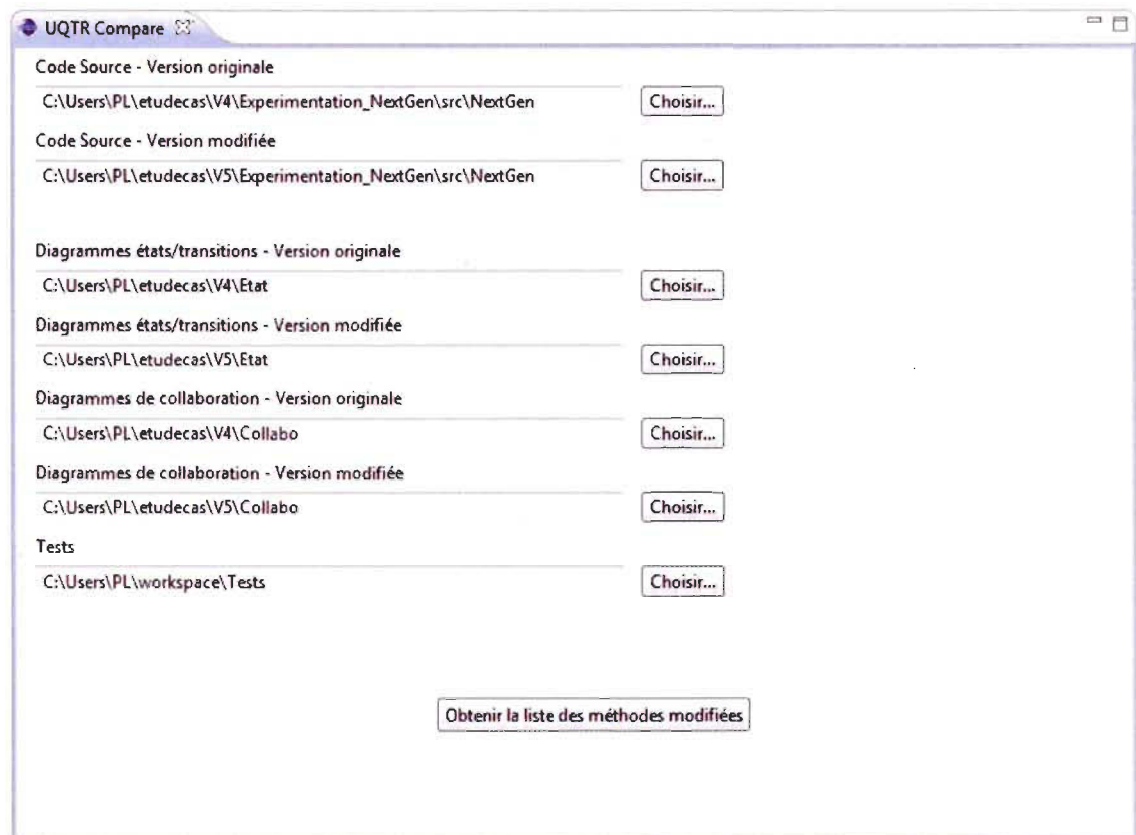 UQTR Compare
Code Source - Version originale
C:\Users\PL\etudecas\V4\Experimentation_NextGen\src\NextGen Choisir...
Code Source - Version modifiée
C:\Users\PL\etudecas\V5\Experimentation_NextGen\src\NextGen Choisir...
Diagrammes états/transitions - Version originale
C:\Users\PL\etudecas\V4\Etat Choisir...
Diagrammes états/transitions - Version modifiée
C:\Users\PL\etudecas\V5\Etat Choisir...
Diagrammes de collaboration - Version originale
C:\Users\PL\etudecas\V4\Collabo Choisir...
Diagrammes de collaboration - Version modifiée
C:\Users\PL\etudecas\V5\Collabo Choisir...
Tests
C:\Users\PL\workspace\Tests Choisir...
Obtenir la liste des méthodes modifiées